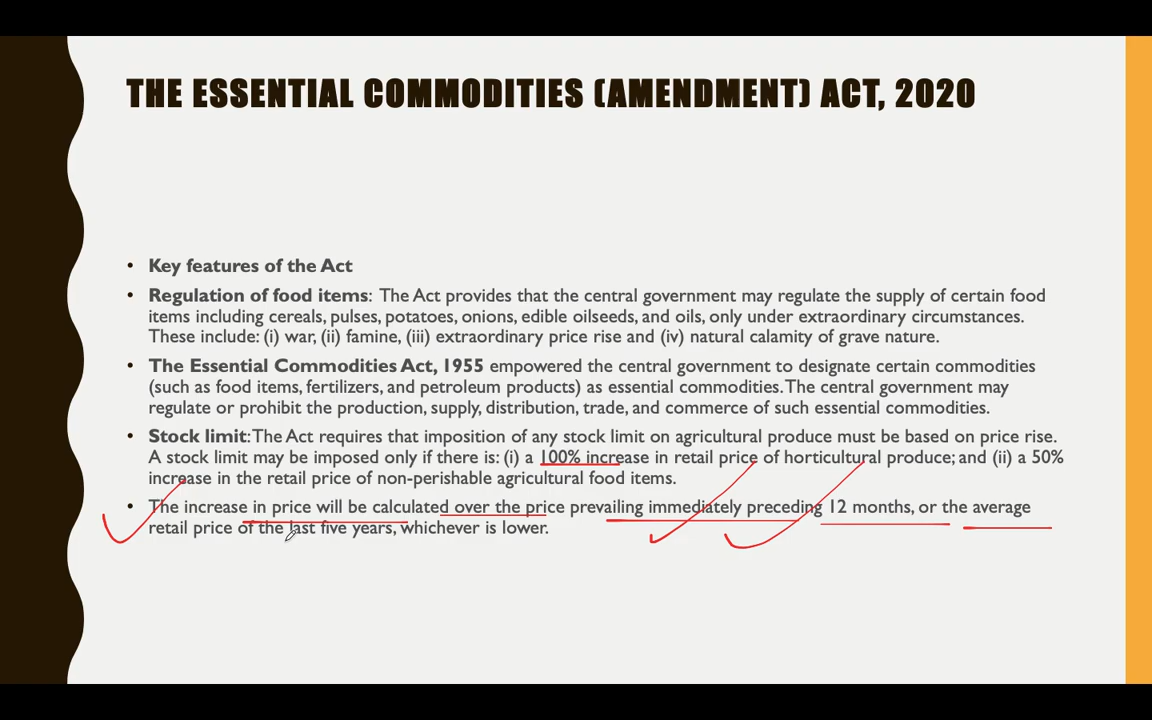 THE ESSENTIAL COMMODITIES (AMENDMENT) ACT, 2020
• Key features of the Act
• Regulation of food items: The Act provides that the central government may regulate the supply of certain food
items including cereals, pulses, potatoes, onions, edible oilseeds, and oils, only under extraordinary circumstances.
These include: (i) war, (ii) famine, (iii) extraordinary price rise and (iv) natural calamity of grave nature.
• The Essential Commodities Act, 1955 empowered the central government to designate certain commodities
(such as food items, fertilizers, and petroleum products) as essential commodities. The central government may
regulate or prohibit the production, supply, distribution, trade, and commerce of such essential commodities.
• Stock limit: The Act requires that imposition of any stock limit on agricultural produce must be based on price rise.
A stock limit may be imposed only if there is: (i) a 100% increase in retail price of horticultural produce; and (ii) a 50%
increase in the retail price of non-perishable agricultural food items.
• The increase in price will be calculated over the price prevailing immediately preceding 12 months, or the average
retail price of the last five years, whichever is lower.